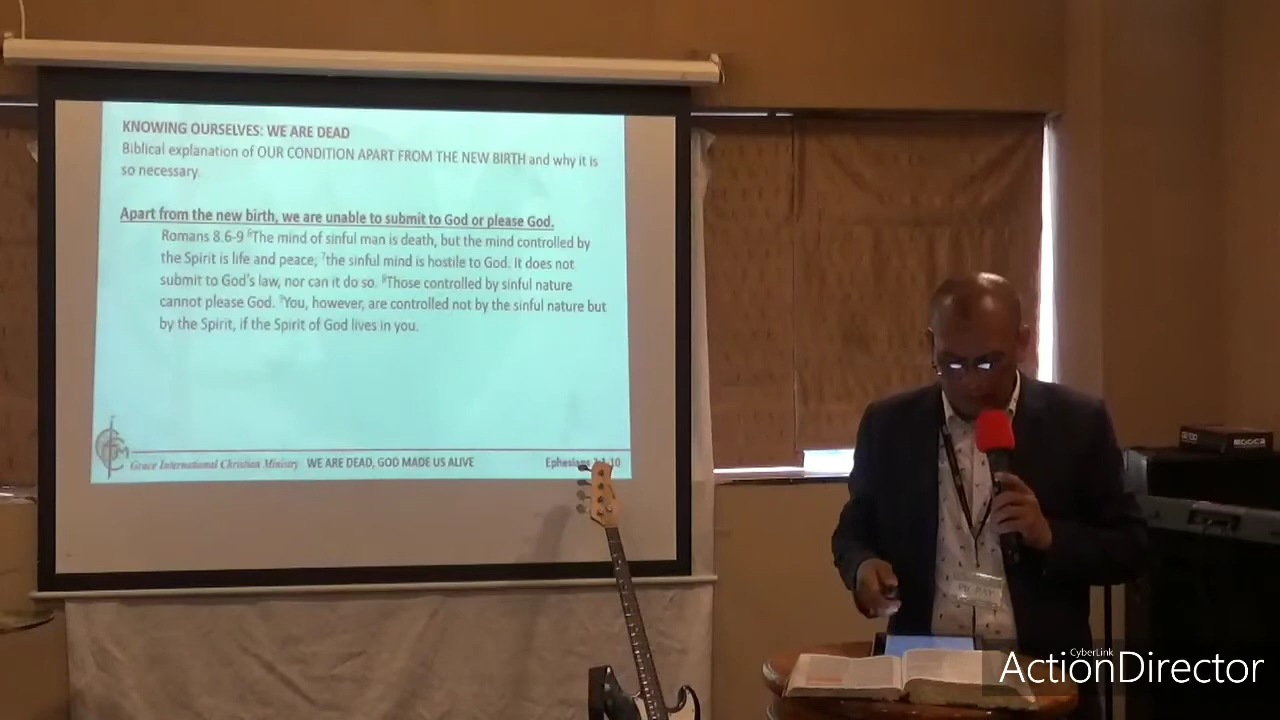 KNOWING OURSELVES: WE ARE DEAD
Biblical explanation of OUR CONDITION APART FROM THE NEW BIRTH and why it is
so necessary.
Apart from the new birth, we are unable to submit to God or please God.
Romans 8.6-9 ⁶The mind of sinful man is death, but the mind controlled by
the Spirit is life and peace; ⁷the sinful mind is hostile to God. It does not
submit to God's law, nor can it do so. ⁸Those controlled by sinful nature
cannot please God. ⁹You, however, are controlled not by the sinful nature but
by the Spirit, if the Spirit of God lives in you.
Grace International Christian Ministry WE ARE DEAD, GOD MADE US ALIVE Ephesians
CyberLink
ActionDirector